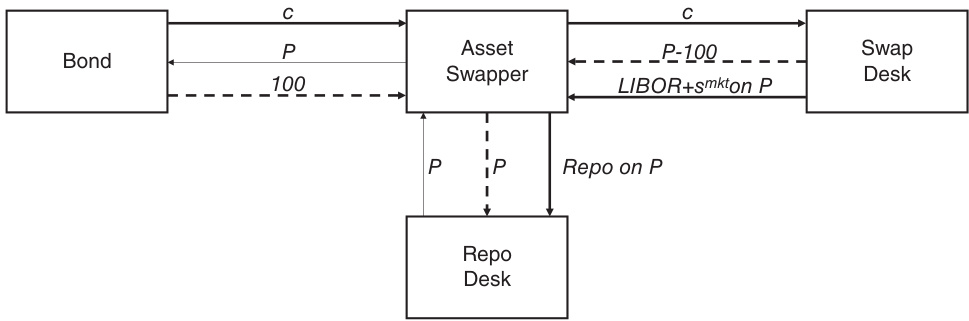 c
c
Bond
P
Asset
Swapper
P-100
Swap
Desk
100
LIBOR+s^mkt on P
P
P
Repo on P
Repo
Desk